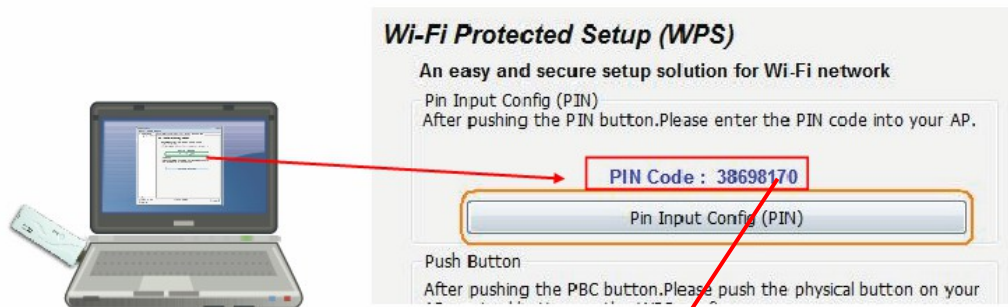 Wi-Fi Protected Setup (WPS)
An easy and secure setup solution for Wi-Fi network
Pin Input Config (PIN)
After pushing the PIN button.Please enter the PIN code into your AP.
PIN Code : 38698170
Pin Input Config (PIN)
Push Button
After pushing the PBC button.Please push the physical button on your